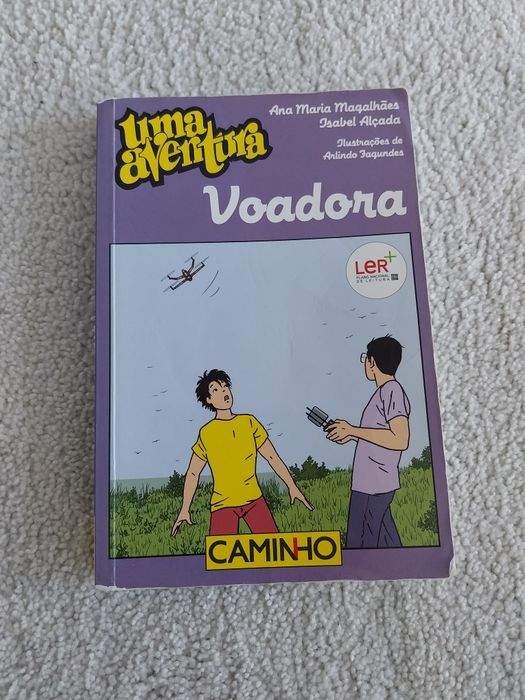 uma
aventura
Ana Maria Magalhães
Isabel Alçada
Ilustrações de
Arlindo Fagundes
Voadora
LeR+
PLANO NACIONAL
DE LEITURA
CAMINHO